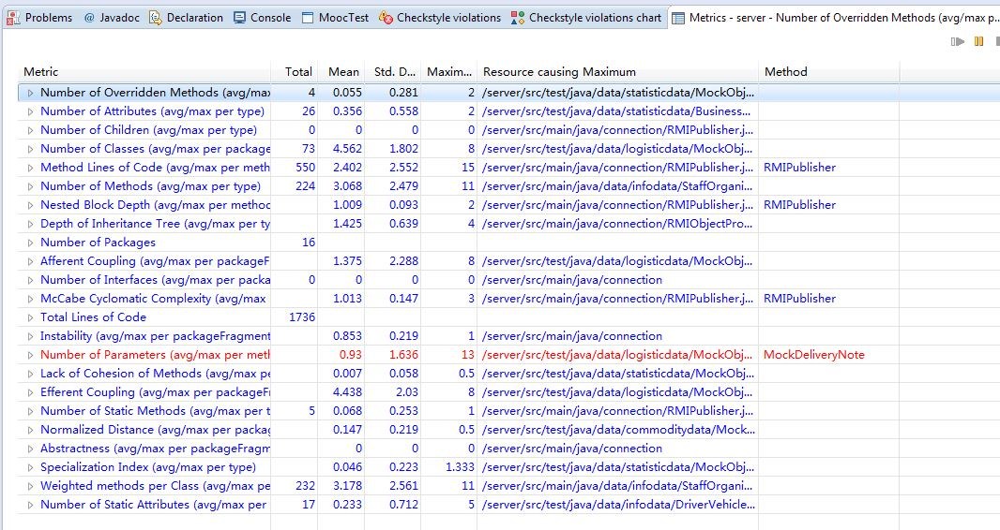 Problems @ Javadoc Declaration Console MoocTest Checkstyle violations Checkstyle violations chart Metrics - server - Number of Overridden Methods (avg/max p...
Metric Total Mean Std. D... Maxim... Resource causing Maximum Method
Number of Overridden Methods (avg/max 4 0.055 0.281 2 /server/src/test/java/data/statisticdata/MockObj...
Number of Attributes (avg/max per type) 26 0.356 0.558 2 /server/src/test/java/data/statisticdata/Business...
Number of Children (avg/max per type) 0 0 0 0 /server/src/main/java/connection/RMIPublisher.j...
Number of Classes (avg/max per package 73 4.562 1.802 8 /server/src/test/java/data/logisticdata/MockObj...
Method Lines of Code (avg/max per meth 550 2.402 2.552 15 /server/src/main/java/connection/RMIPublisher.j... RMIPublisher
Number of Methods (avg/max per type) 224 3.068 2.479 11 /server/src/main/java/data/infodata/StaffOrgani...
Nested Block Depth (avg/max per methoc 1.009 0.093 2 /server/src/main/java/connection/RMIPublisher.j... RMIPublisher
Depth of Inheritance Tree (avg/max per ty 1.425 0.639 4 /server/src/main/java/connection/RMIObjectPro...
Number of Packages 16
Afferent Coupling (avg/max per packageF 1.375 2.288 8 /server/src/test/java/data/logisticdata/MockObj...
Number of Interfaces (avg/max per packa 0 0 0 0 /server/src/main/java/connection
McCabe Cyclomatic Complexity (avg/max 1.013 0.147 3 /server/src/main/java/connection/RMIPublisher.j... RMIPublisher
Total Lines of Code 1736
Instability (avg/max per packageFragment 0.853 0.219 1 /server/src/main/java/connection
Number of Parameters (avg/max per meth 0.93 1.636 13 /server/src/test/java/data/logisticdata/MockObj... MockDeliveryNote
Lack of Cohesion of Methods (avg/max pe 0.007 0.058 0.5 /server/src/test/java/data/statisticdata/MockObj...
Efferent Coupling (avg/max per packageFr 4.438 2.03 8 /server/src/test/java/data/logisticdata/MockObj...
Number of Static Methods (avg/max per t 5 0.068 0.253 1 /server/src/main/java/connection/RMIPublisher.j...
Normalized Distance (avg/max per packag 0.147 0.219 0.5 /server/src/test/java/data/commoditydata/Mock...
Abstractness (avg/max per packageFragm 0 0 0 /server/src/main/java/connection
Specialization Index (avg/max per type) 0.046 0.223 1.333 /server/src/test/java/data/statisticdata/MockObj...
Weighted methods per Class (avg/max pe 232 3.178 2.561 11 /server/src/main/java/data/infodata/StaffOrgani...
Number of Static Attributes (avg/max per 17 0.233 0.712 5 /server/src/test/java/data/infodata/DriverVehicle...